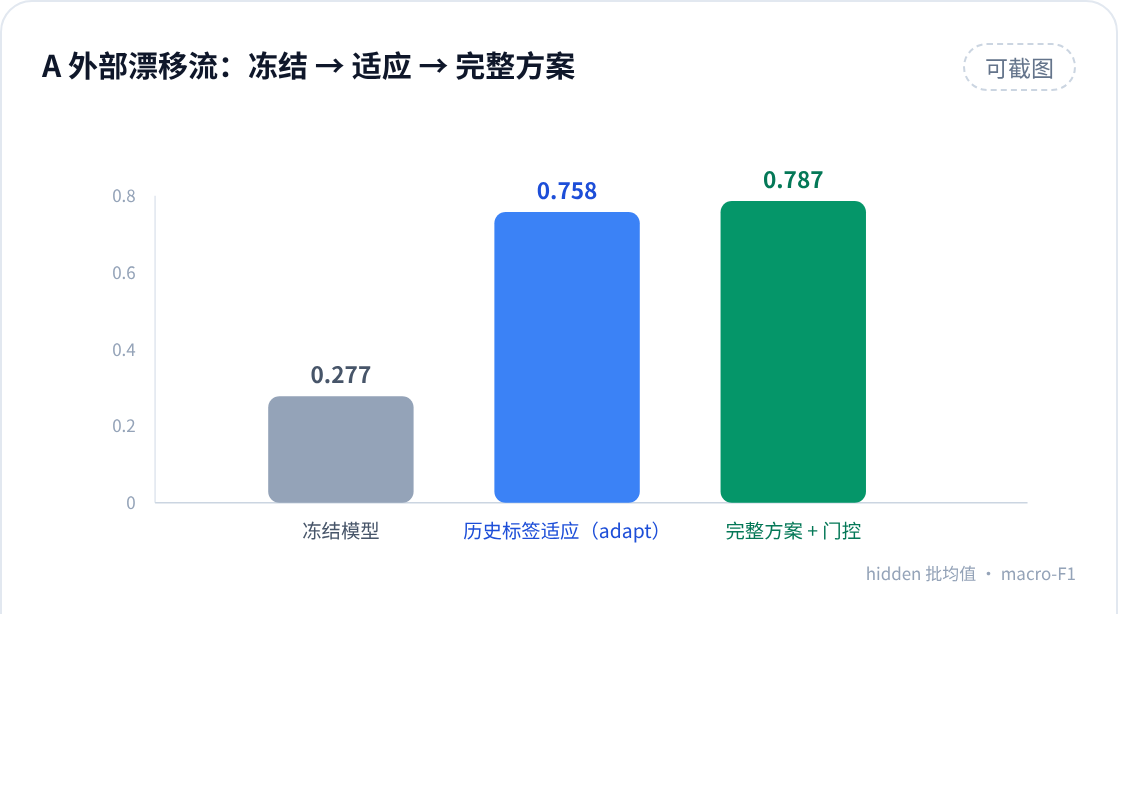 A 外部漂移流：冻结 → 适应 → 完整方案
可截图
0.8
0.6
0.4
0.2
0
0.277
0.758
0.787
冻结模型
历史标签适应（adapt）
完整方案 + 门控
hidden 批均值 · macro-F1